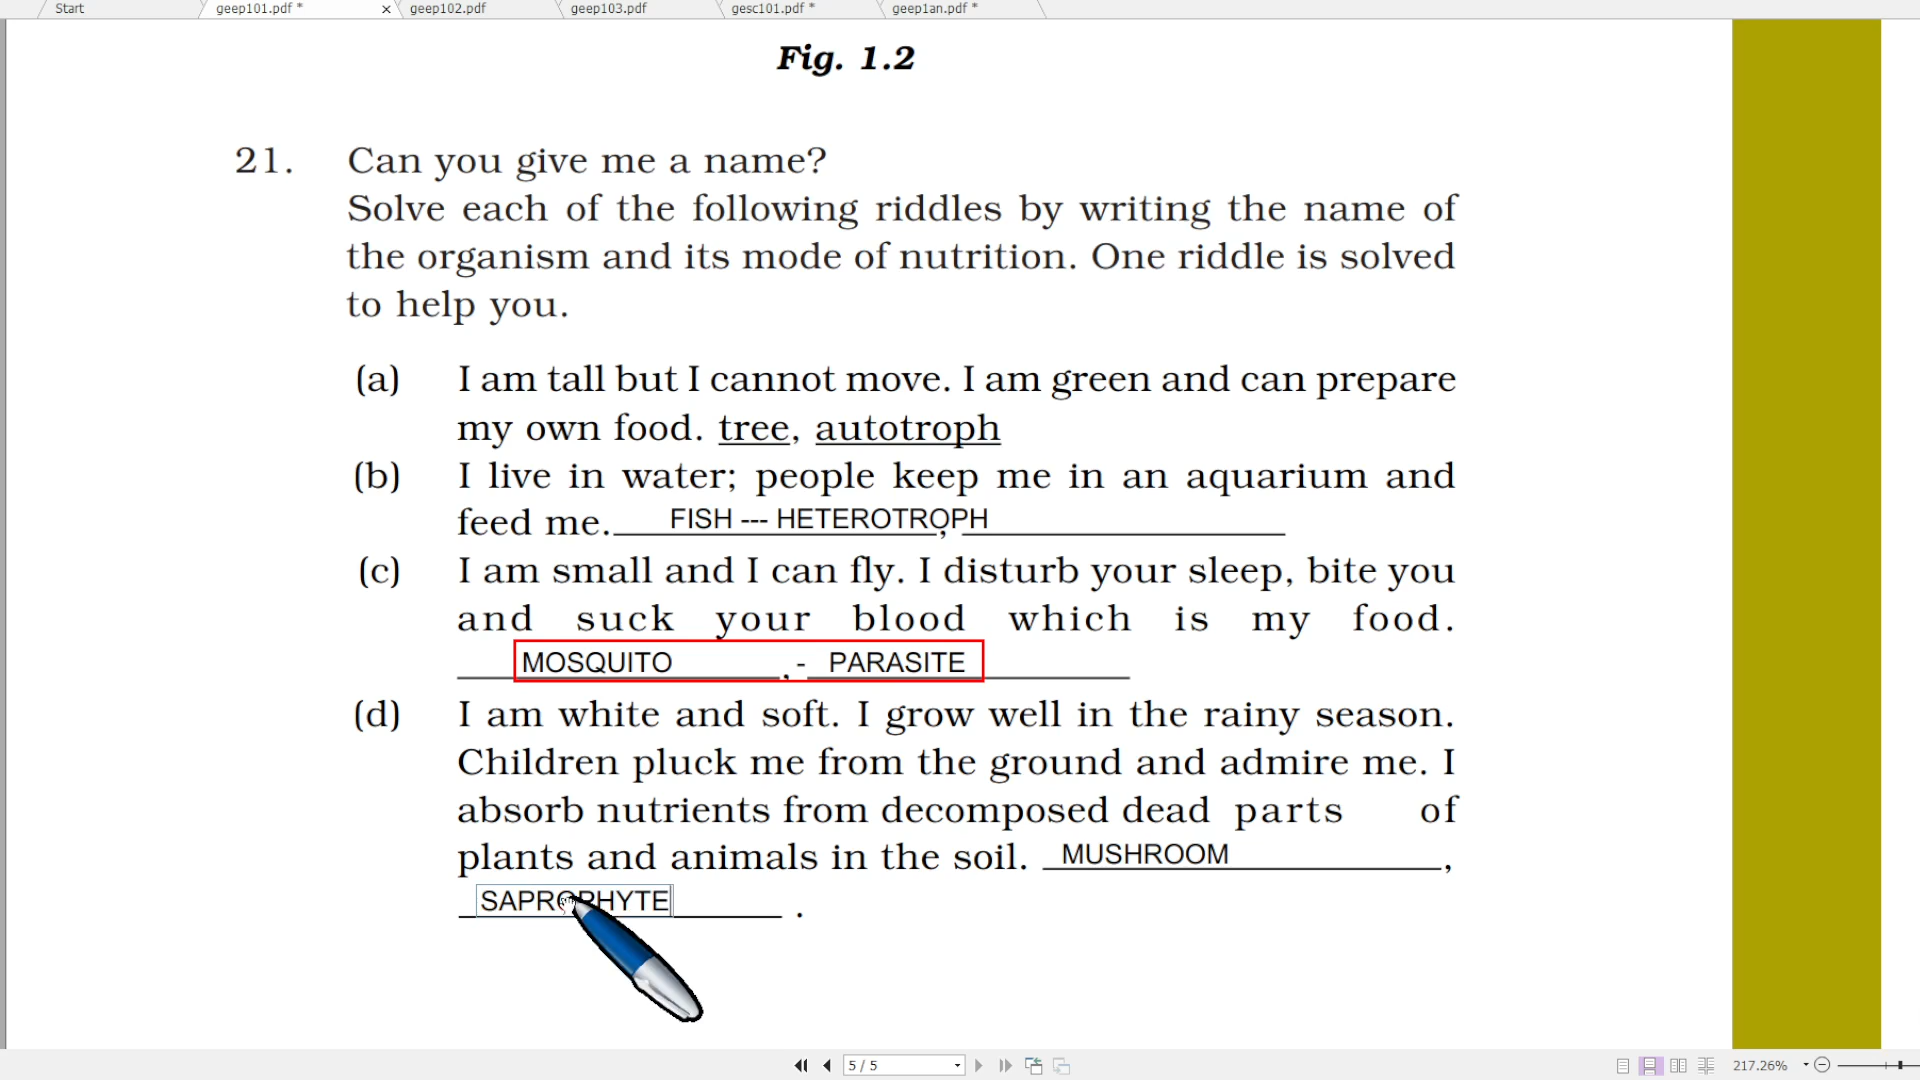 Start
geep101.pdf *
x
geep102.pdf
geep103.pdf
gesc101.pdf *
geep1an.pdf *
Fig. 1.2
21. Can you give me a name?
Solve each of the following riddles by writing the name of
the organism and its mode of nutrition. One riddle is solved
to help you.
(a) I am tall but I cannot move. I am green and can prepare
my own food. tree, autotroph
(b) I live in water; people keep me in an aquarium and
feed me. FISH --- HETEROTROPH ,
(c) I am small and I can fly. I disturb your sleep, bite you
and suck your blood which is my food.
MOSQUITO , - PARASITE
(d) I am white and soft. I grow well in the rainy season.
Children pluck me from the ground and admire me. I
absorb nutrients from decomposed dead parts of
plants and animals in the soil. MUSHROOM ,
SAPROPHYTE .
5 / 5
217.26%